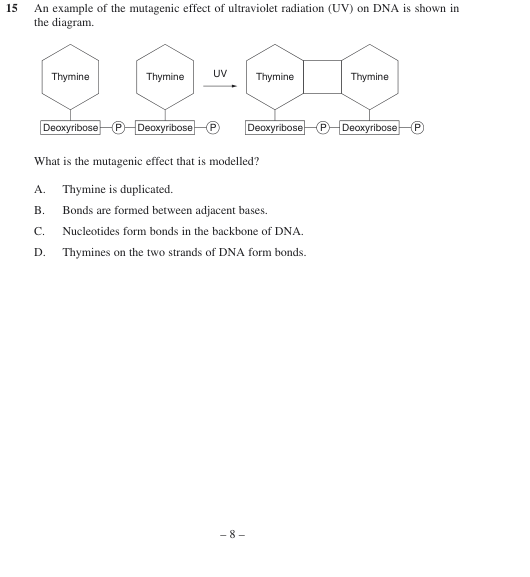 15 An example of the mutagenic effect of ultraviolet radiation (UV) on DNA is shown in
the diagram.
Thymine Thymine UV Thymine Thymine
Deoxyribose P Deoxyribose P Deoxyribose P Deoxyribose P
What is the mutagenic effect that is modelled?
A. Thymine is duplicated.
B. Bonds are formed between adjacent bases.
C. Nucleotides form bonds in the backbone of DNA.
D. Thymines on the two strands of DNA form bonds.
– 8 –